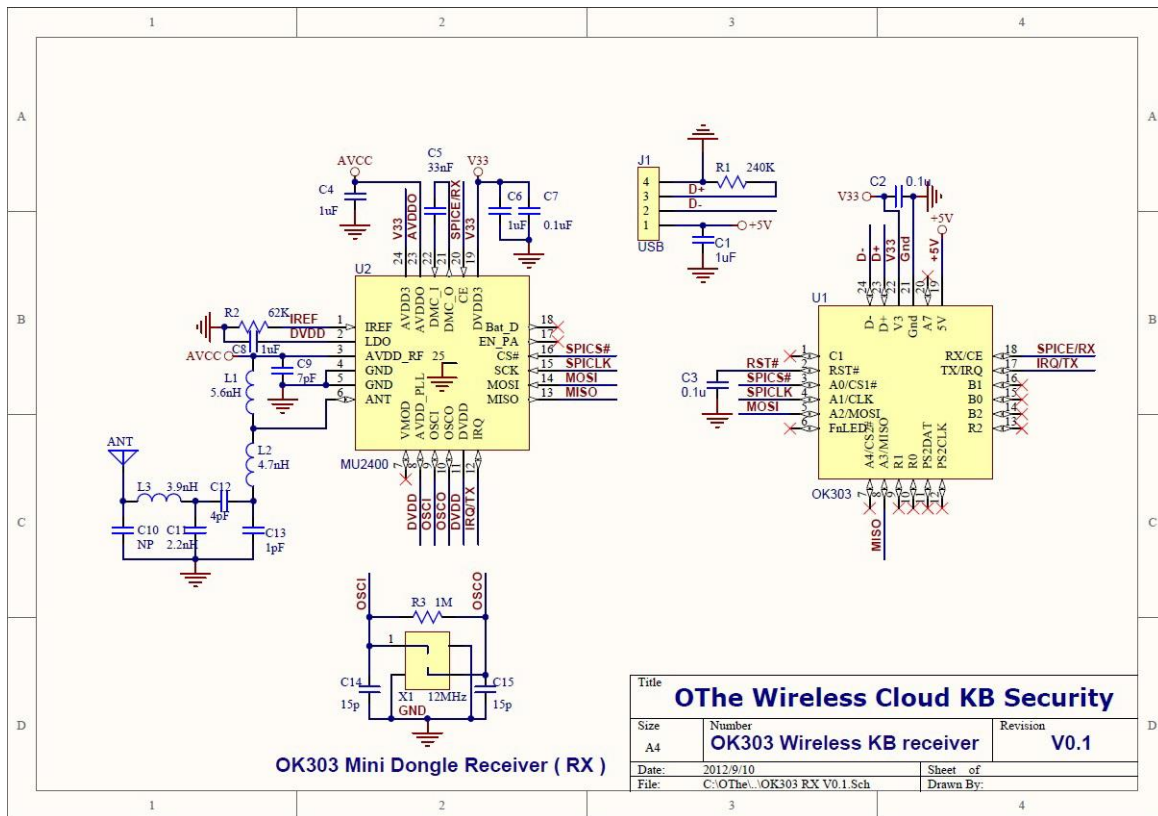 1 2 3 4
A A
B B
C C
D D
1 2 3 4
AVCC
C4
1uF
C5
33nF
V33
C6
1uF
C7
0.1uF
V33
AVDDO
SPICE/RX
V33
24 23 22 21 20 19
U2
AVDD3
AVDDO
DMC_I
DMC_O
CE
DVDD3
R2 62K
IREF
DVDD
C8 1uF
AVCC
C9
7pF
L1
5.6nH
1 IREF
2 LDO
3 AVDD_RF
4 GND
5 GND
6 ANT
25
Bat_D 18
EN_PA 17
CS# 16 SPICS#
SCK 15 SPICLK
MOSI 14 MOSI
MISO 13 MISO
VMOD
AVDD_PLL
OSCI
OSCO
DVDD
IRQ
MU2400
7 8 9 10 11 12
DVDD
OSCI
OSCO
DVDD
IRQ/TX
ANT
L2
4.7nH
L3 3.9nH
C12
4pF
C10
NP
C11
2.2nH
C13
1pF
OSCI
OSCO
R3 1M
1
C14
15p
X1 12MHz
GND
C15
15p
OK303 Mini Dongle Receiver ( RX )
J1
4
3
2
1
USB
R1 240K
D+
D-
+5V
C1
1uF
C2 0.1u
V33
+5V
D-
D+
V33
Gnd
+5V
24 23 22 21 20 19
U1
D-
D+
V3
Gnd
A7
5V
RST#
SPICS#
SPICLK
MOSI
C3
0.1u
1 C1
2 RST#
3 A0/CS1#
4 A1/CLK
5 A2/MOSI
6 FnLED
RX/CE 18 SPICE/RX
TX/IRQ 17 IRQ/TX
B1 16
B0 15
B2 14
R2 13
A4/CS2#
A3/MISO
R1
R0
PS2DAT
PS2CLK
OK303
7 8 9 10 11 12
MISO
Title
OThe Wireless Cloud KB Security
Size
A4
Number
OK303 Wireless KB receiver
Revision
V0.1
Date: 2012/9/10 Sheet of
File: C:\OThe\..\OK303 RX V0.1.Sch Drawn By: